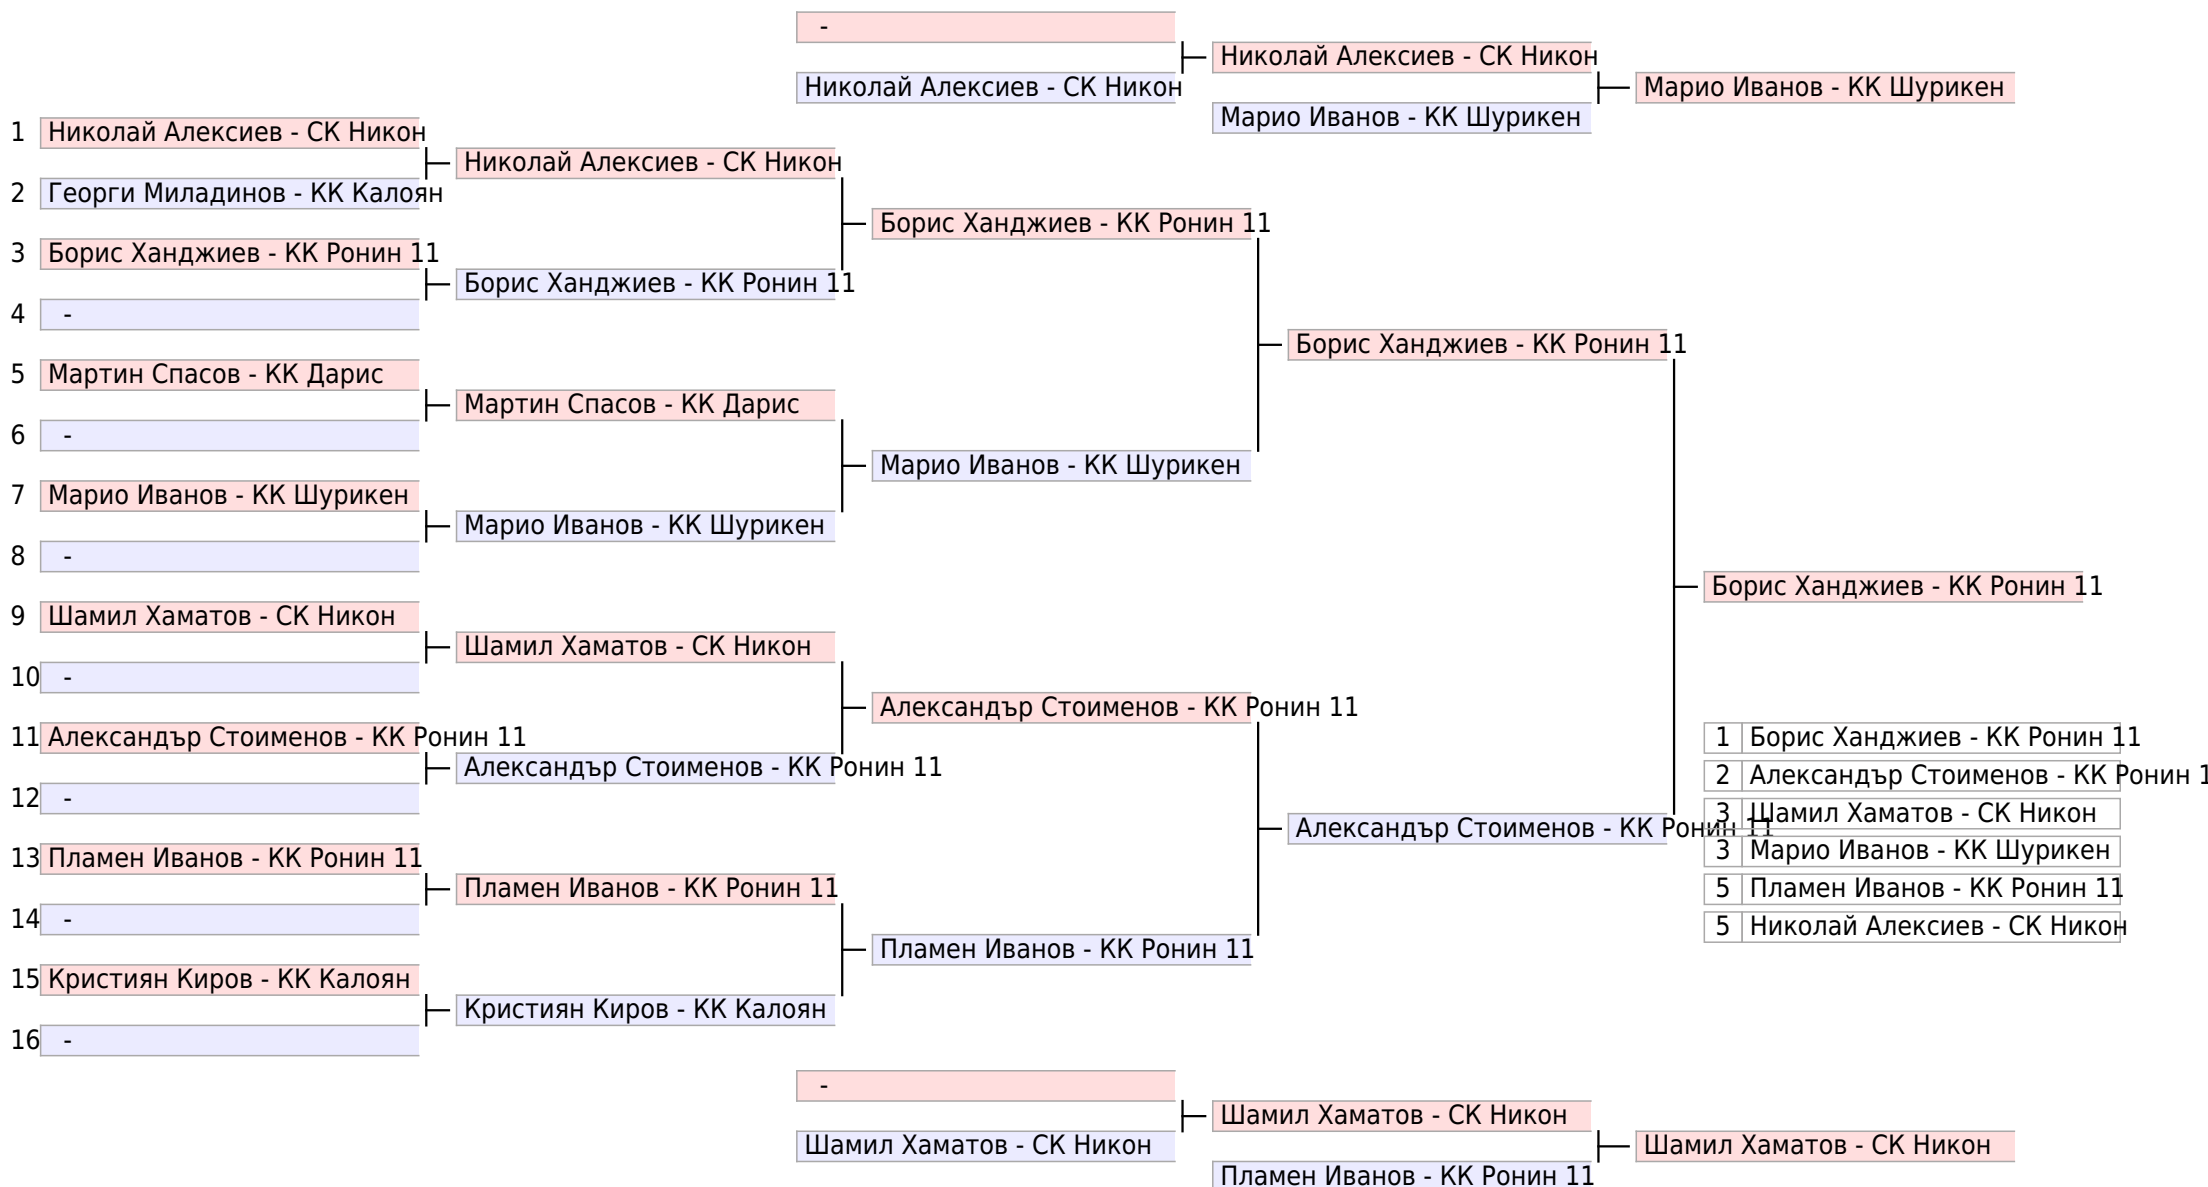 -
Николай Алексиев - СК Никон
Николай Алексиев - СК Никон
Марио Иванов - КК Шурикен
Марио Иванов - КК Шурикен
1 Николай Алексиев - СК Никон
Николай Алексиев - СК Никон
2 Георги Миладинов - КК Калоян
Борис Ханджиев - КК Ронин 11
3 Борис Ханджиев - КК Ронин 11
Борис Ханджиев - КК Ронин 11
4 -
Борис Ханджиев - КК Ронин 11
5 Мартин Спасов - КК Дарис
Мартин Спасов - КК Дарис
6 -
Марио Иванов - КК Шурикен
7 Марио Иванов - КК Шурикен
Марио Иванов - КК Шурикен
8 -
Борис Ханджиев - КК Ронин 11
9 Шамил Хаматов - СК Никон
Шамил Хаматов - СК Никон
10 -
Александър Стоименов - КК Ронин 11
11 Александър Стоименов - КК Ронин 11
Александър Стоименов - КК Ронин 11
12 -
Александър Стоименов - КК Ронин 11
13 Пламен Иванов - КК Ронин 11
Пламен Иванов - КК Ронин 11
14 -
Пламен Иванов - КК Ронин 11
15 Кристиян Киров - КК Калоян
Кристиян Киров - КК Калоян
16 -
1 Борис Ханджиев - КК Ронин 11
2 Александър Стоименов - КК Ронин 1
3 Шамил Хаматов - СК Никон
3 Марио Иванов - КК Шурикен
5 Пламен Иванов - КК Ронин 11
5 Николай Алексиев - СК Никон
-
Шамил Хаматов - СК Никон
Шамил Хаматов - СК Никон
Шамил Хаматов - СК Никон
Пламен Иванов - КК Ронин 11